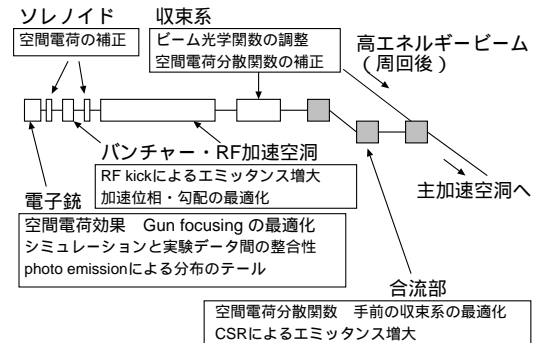 ソレノイド
空間電荷の補正
収束系
ビーム光学関数の調整
空間電荷分散関数の補正
高エネルギービーム
(周回後)
バンチャー・RF加速空洞
RF kickによるエミッタンス増大
加速位相・勾配の最適化
主加速空洞へ
電子銃
空間電荷効果 Gun focusing の最適化
シミュレーションと実験データ間の整合性
photo emissionによる分布のテール
合流部
空間電荷分散関数 手前の収束系の最適化
CSRによるエミッタンス増大